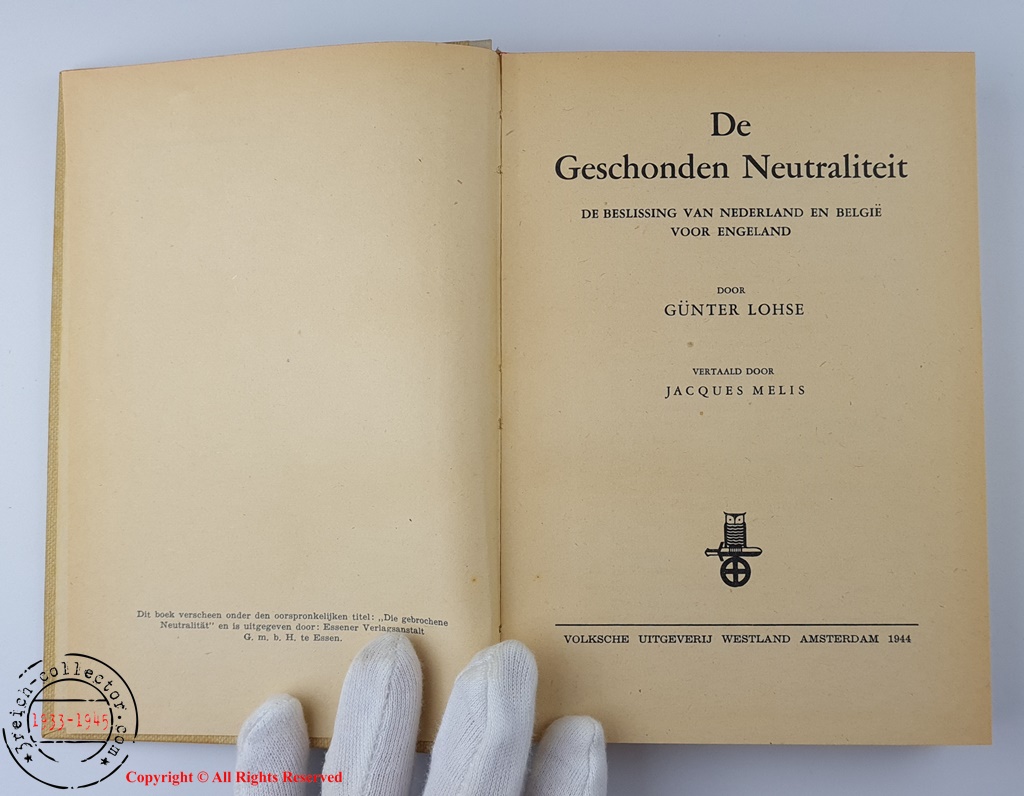 De
Geschonden Neutraliteit
DE BESLISSING VAN NEDERLAND EN BELGIË
VOOR ENGELAND
DOOR
GÜNTER LOHSE
VERTAALD DOOR
JACQUES MELIS
VOLKSCHE UITGEVERIJ WESTLAND AMSTERDAM 1944
Dit boek verscheen onder den oorspronkelijken titel: „Die gebrochene
Neutralität" en is uitgegeven door: Essener Verlagsanstalt
G. m. b. H. te Essen.
3reich-collector.com
1933-1945
Copyright © All Rights Reserved